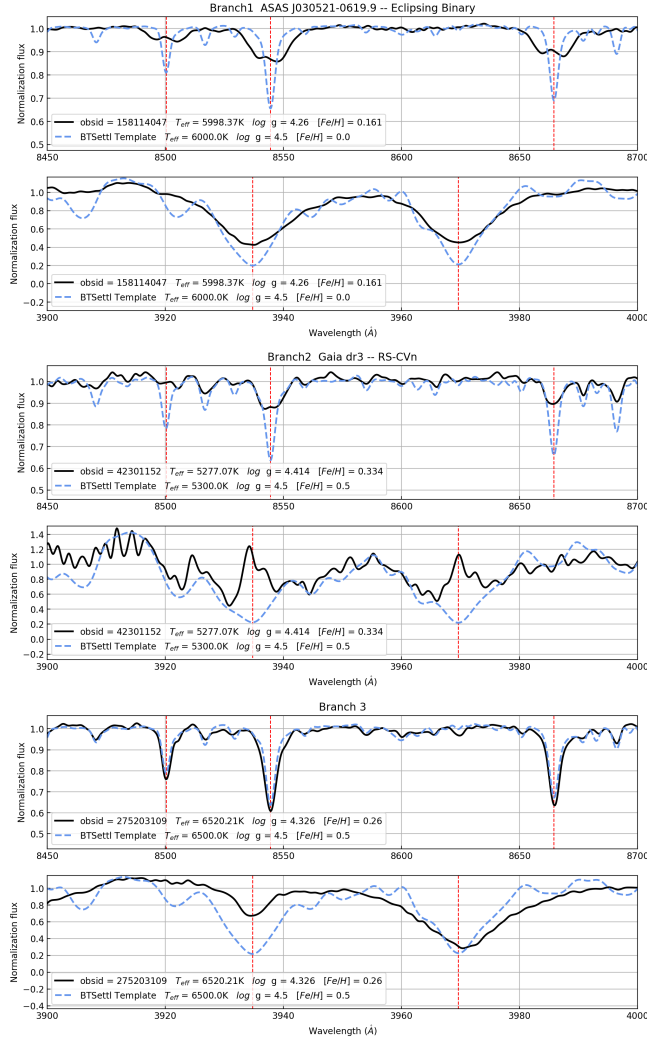 Branch1 ASAS J030521-0619.9 -- Eclipsing Binary
Normalization flux
1.0
0.9
0.8
0.7
0.6
0.5
obsid = 158114047 T_eff = 5998.37K log g = 4.26 [Fe/H] = 0.161
BTSettl Template T_eff = 6000.0K log g = 4.5 [Fe/H] = 0.0
8450 8500 8550 8600 8650 8700
Normalization flux
1.0
0.8
0.6
0.4
0.2
0.0
−0.2
obsid = 158114047 T_eff = 5998.37K log g = 4.26 [Fe/H] = 0.161
BTSettl Template T_eff = 6000.0K log g = 4.5 [Fe/H] = 0.0
3900 3920 3940 3960 3980 4000
Wavelength (Å)
Branch2 Gaia dr3 -- RS-CVn
Normalization flux
1.0
0.9
0.8
0.7
0.6
0.5
obsid = 42301152 T_eff = 5277.07K log g = 4.414 [Fe/H] = 0.334
BTSettl Template T_eff = 5300.0K log g = 4.5 [Fe/H] = 0.5
8450 8500 8550 8600 8650 8700
Normalization flux
1.4
1.2
1.0
0.8
0.6
0.4
0.2
0.0
−0.2
obsid = 42301152 T_eff = 5277.07K log g = 4.414 [Fe/H] = 0.334
BTSettl Template T_eff = 5300.0K log g = 4.5 [Fe/H] = 0.5
3900 3920 3940 3960 3980 4000
Wavelength (Å)
Branch 3
Normalization flux
1.0
0.9
0.8
0.7
0.6
0.5
obsid = 275203109 T_eff = 6520.21K log g = 4.326 [Fe/H] = 0.26
BTSettl Template T_eff = 6500.0K log g = 4.5 [Fe/H] = 0.5
8450 8500 8550 8600 8650 8700
Normalization flux
1.0
0.8
0.6
0.4
0.2
0.0
−0.2
−0.4
obsid = 275203109 T_eff = 6520.21K log g = 4.326 [Fe/H] = 0.26
BTSettl Template T_eff = 6500.0K log g = 4.5 [Fe/H] = 0.5
3900 3920 3940 3960 3980 4000
Wavelength (Å)